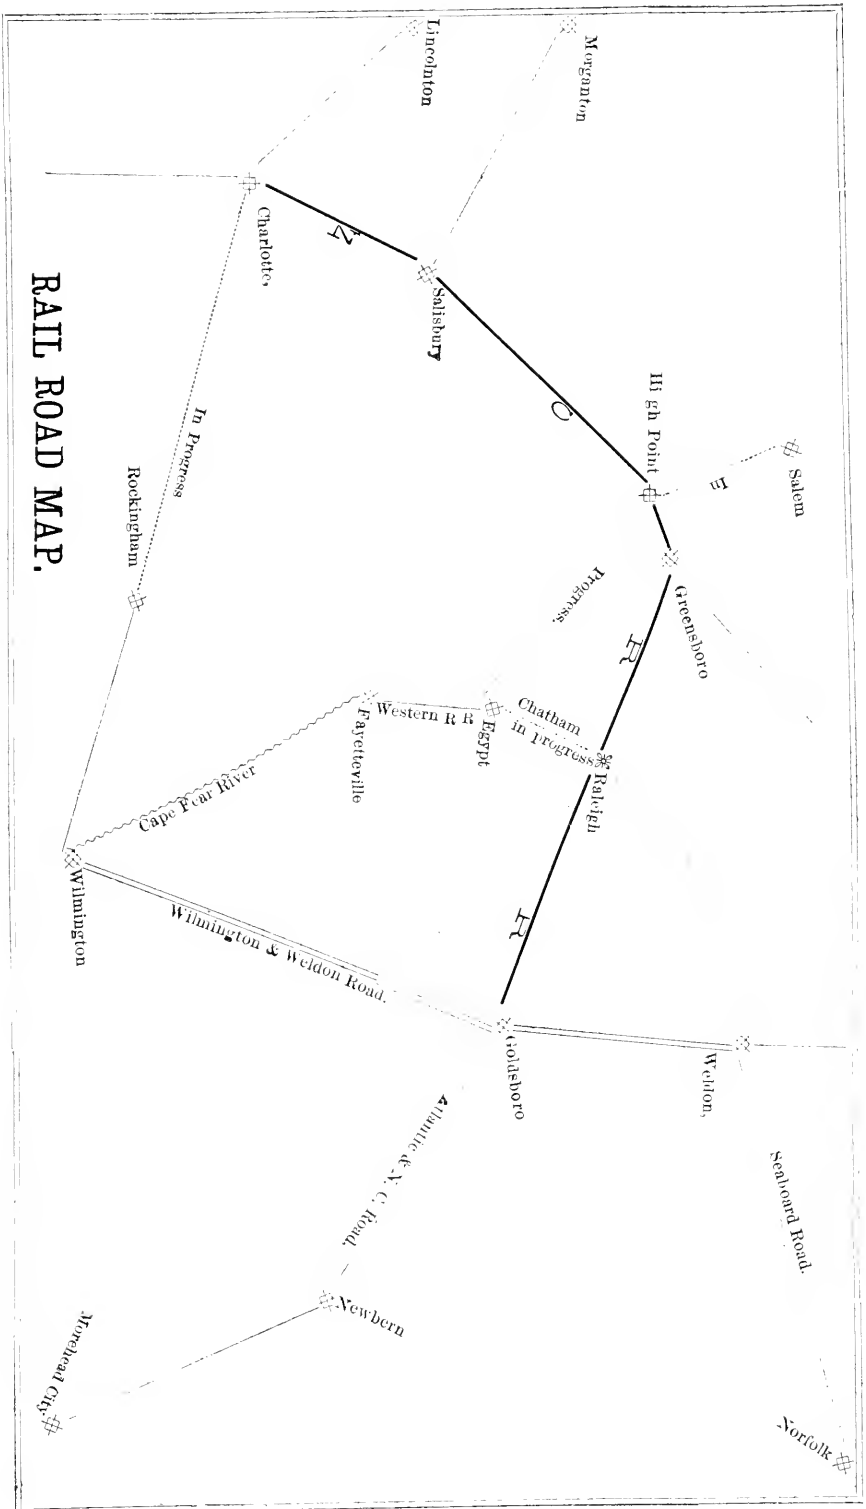 RAIL ROAD MAP.
Lincolnton
Morganton
Charlotte,
Salisbury
High Point
Salem
Greensboro
N
C
R
R
In
Progress.
In Progress
Rockingham
Fayetteville
Western R R
Egypt
Chatham
in progress
Raleigh
Cape Fear River
Wilmington
Wilmington & Weldon Road.
Goldsboro
Weldon,
Seaboard Road.
Norfolk
Atlantic & N. C. Road.
Newbern
Morehead City.